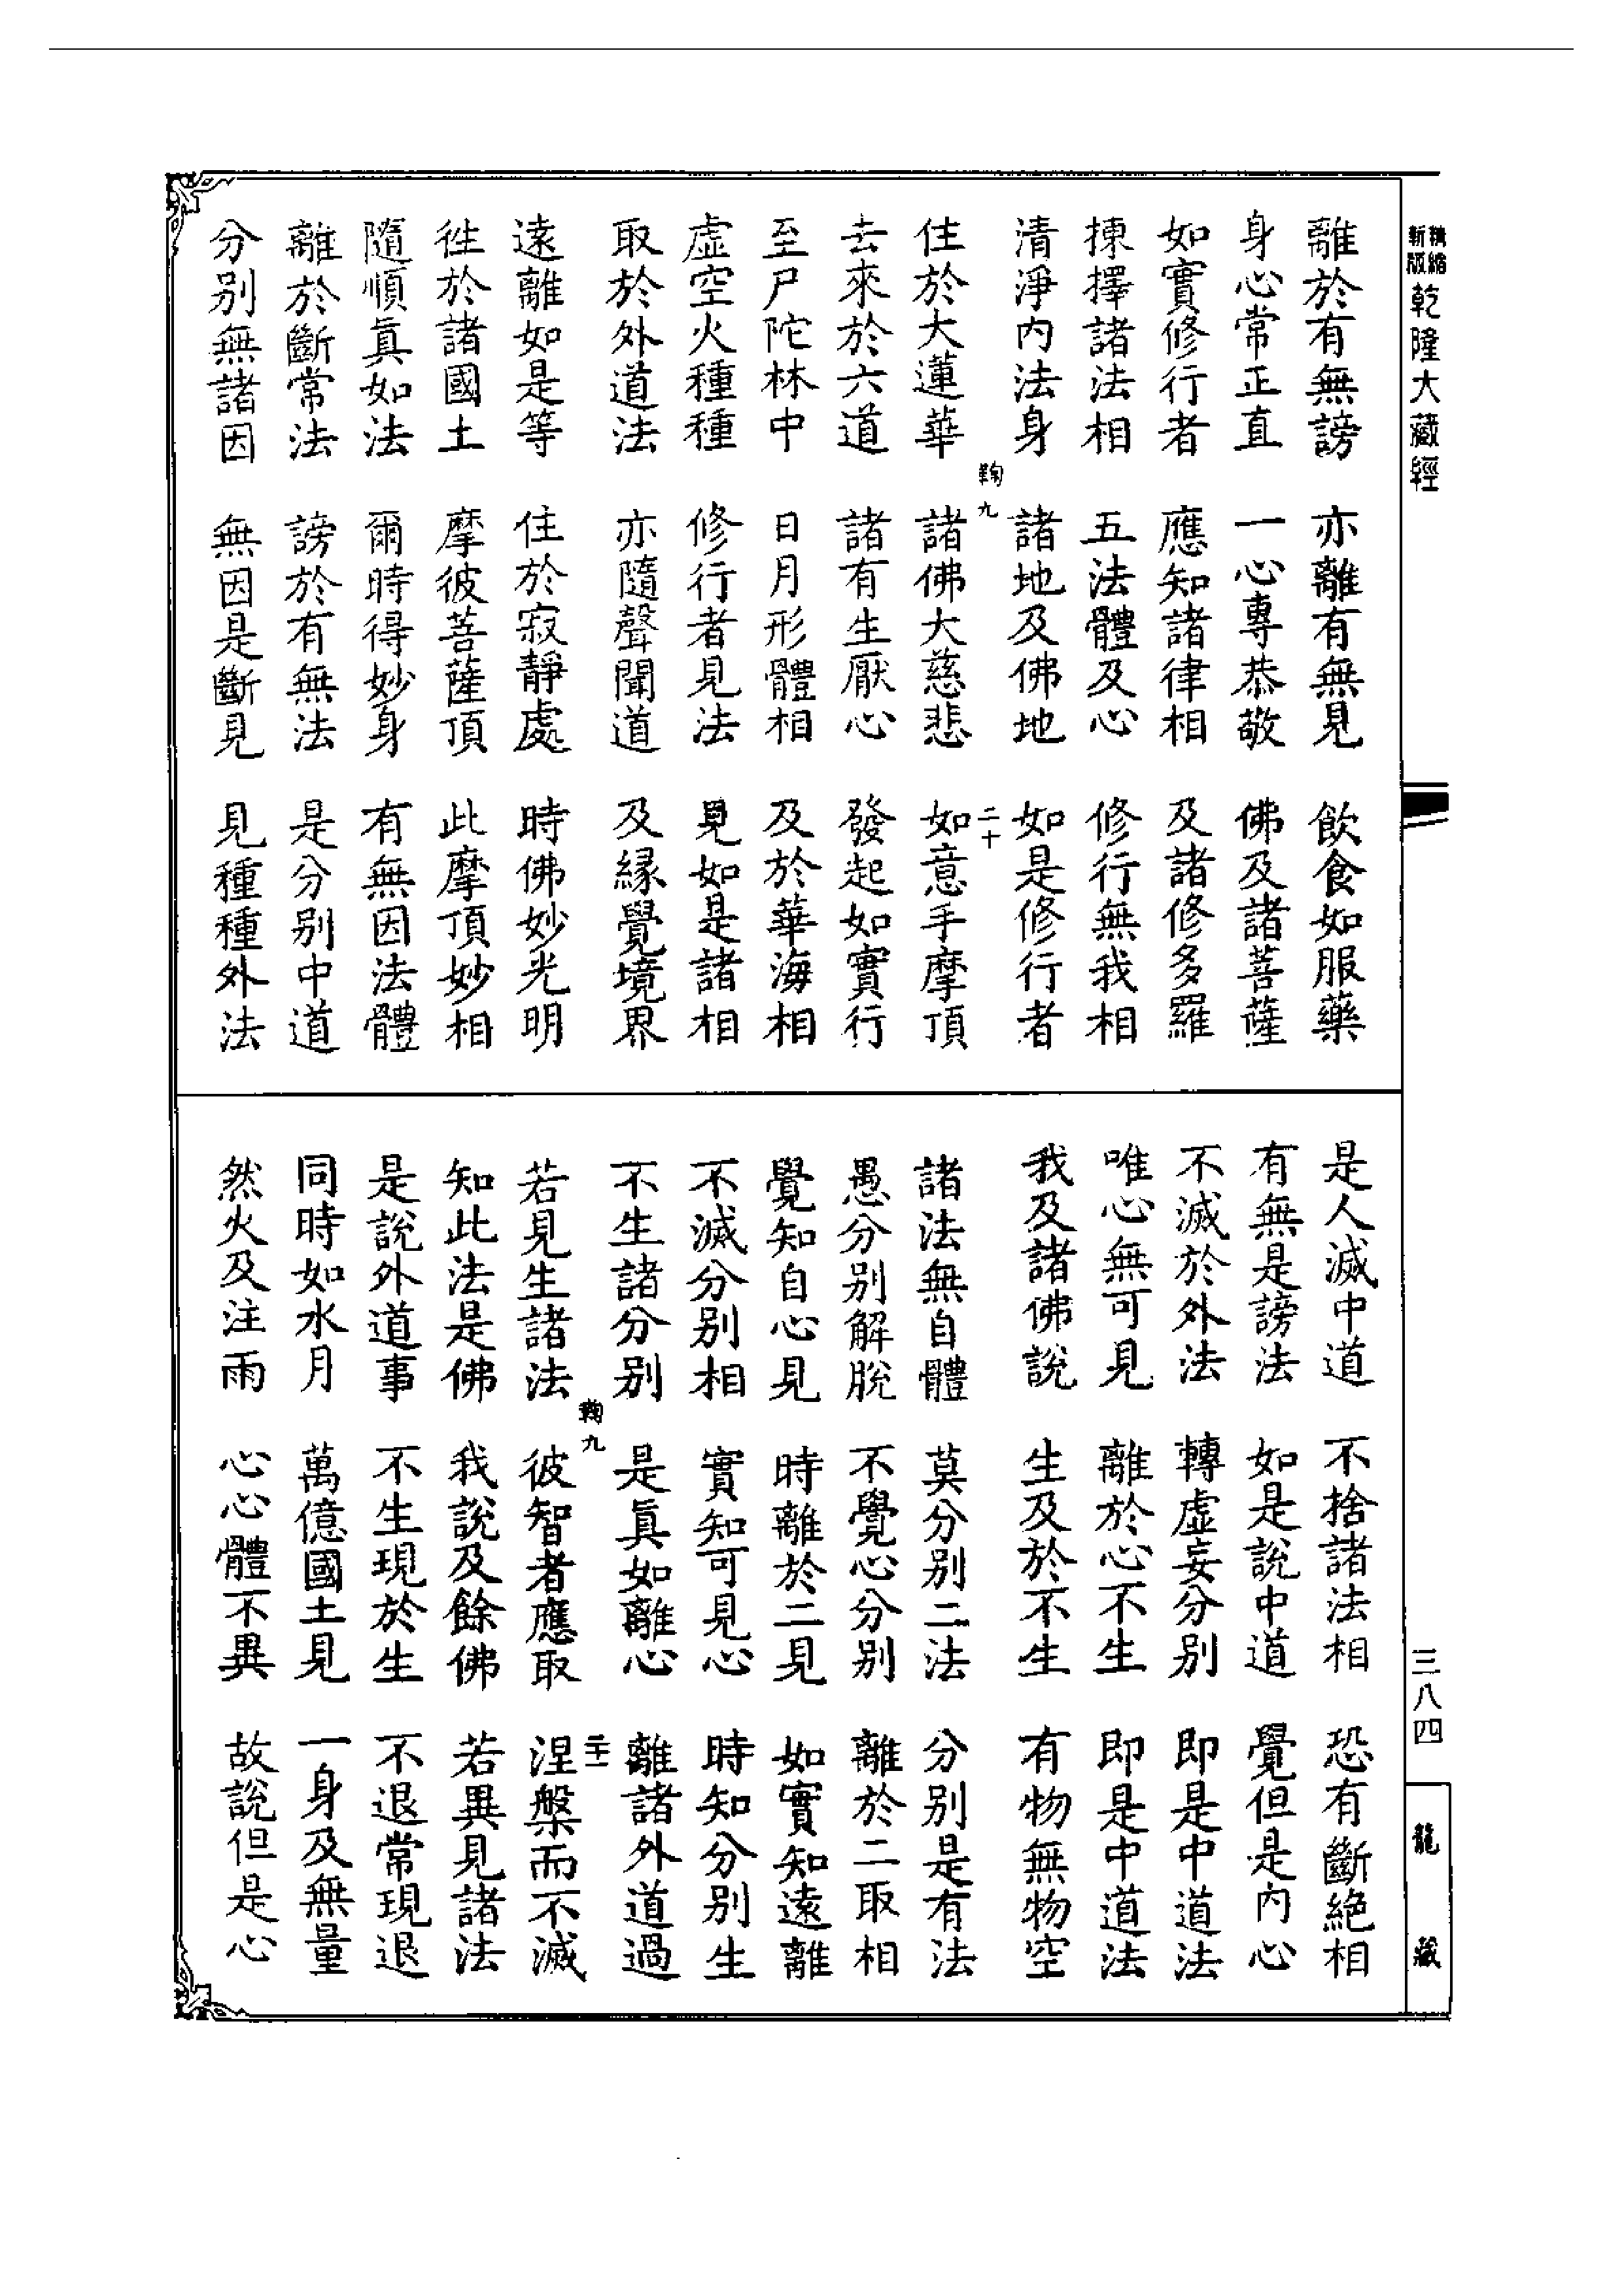 精縮新版 乾隆大藏經
離於有無謗 亦離有無見 飲食如服藥
身心常正直 一心專恭敬 佛及諸菩薩
如實修行者 應知諸律相 及諸修多羅
揀擇諸法相 五法體及心 修行無我相
清淨内法身 諸地及佛地 如是修行者
鞠九 二十
住於大蓮華 諸佛大慈悲 如意手摩頂
去來於六道 諸有生厭心 發起如實行
至尸陀林中 日月形體相 及於華海相
虛空火種種 修行者見法 見如是諸相
取於外道法 亦隨聲聞道 及緣覺境界
遠離如是等 住於寂靜處 時佛妙光明
往於諸國土 摩彼菩薩頂 此摩頂妙相
隨順眞如法 爾時得妙身 有無因法體
離於斷常法 謗於有無法 是分别中道
分别無諸因 無因是斷見 見種種外法
是人滅中道 不捨諸法相 恐有斷絕相
有無是謗法 如是說中道 覺但是内心
不滅於外法 轉虛妄分别 即是中道法
唯心無可見 離於心不生 即是中道法
我及諸佛說 生及於不生 有物無物空
諸法無自體 莫分别二法 分别是有法
愚分别解脫 不覺心分别 離於二取相
覺知自心見 時離於二見 如實知遠離
不滅分别相 實知可見心 時知分别生
不生諸分别 是眞如離心 離諸外道過
鞠九 二十一
若見生諸法 彼智者應取 涅槃而不滅
知此法是佛 我說及餘佛 若異見諸法
是說外道事 不生現於生 不退常現退
同時如水月 萬億國土見 一身及無量
然火及注雨 心心體不異 故說但是心
三八四
龍藏